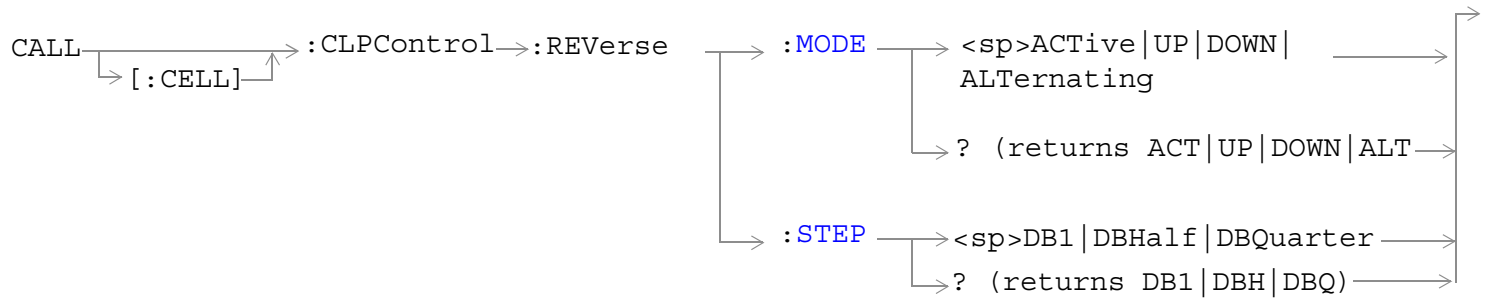 CALL :CLPControl :REVerse :MODE <sp>ACTive|UP|DOWN|
[:CELL] ALTernating
? (returns ACT|UP|DOWN|ALT
:STEP <sp>DB1|DBHalf|DBQuarter
? (returns DB1|DBH|DBQ)